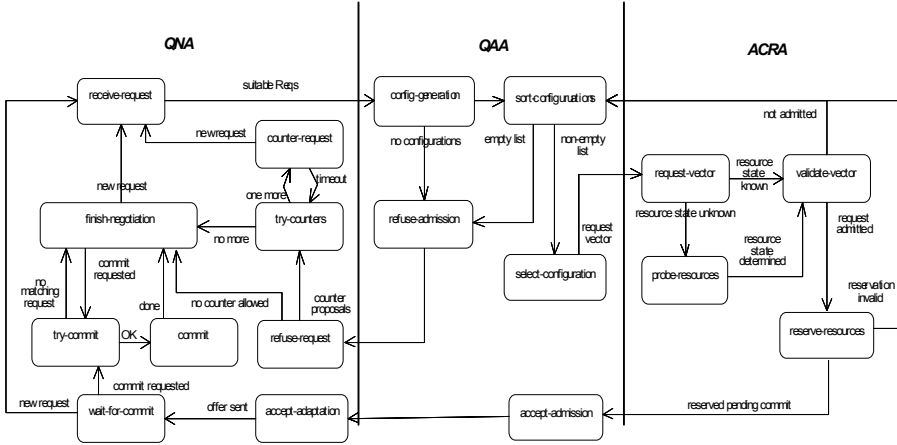 QNA
QAA
ACRA
receive-request
suitable Reqs
config-generation
sort-configurations
not admitted
new request
counter-request
no configurations
empty list
non-empty
list
timeout
one more
new request
request-vector
resource
state
known
validate-vector
finish-negotiation
try-counters
no more
refuse-admission
resource state unknown
request
admitted
request
vector
resource
state
determined
probe-resources
select-configuration
no
matching
request
commit
requested
done
no counter allowed
counter
proposals
reservation
invalid
try-commit
OK
commit
refuse-request
reserve-resources
commit requested
new request
wait-for-commit
offer sent
accept-adaptation
accept-admission
reserved pending commit